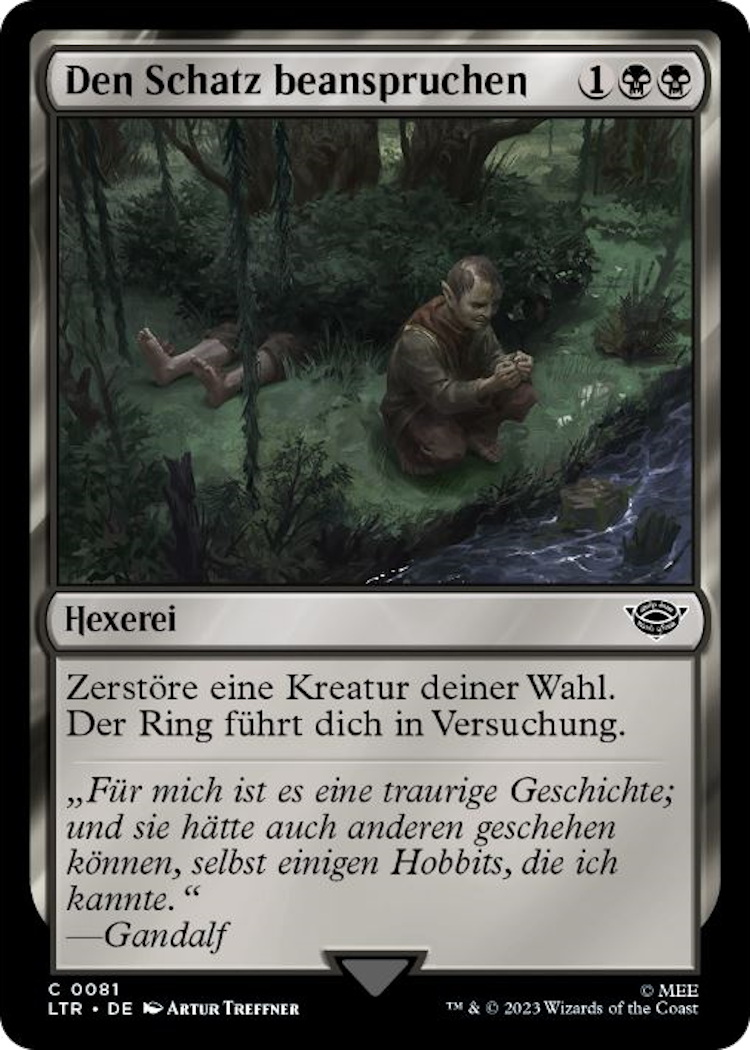 Den Schatz beanspruchen 1
Hexerei
Zerstöre eine Kreatur deiner Wahl.
Der Ring führt dich in Versuchung.
„Für mich ist es eine traurige Geschichte;
und sie hätte auch anderen geschehen
können, selbst einigen Hobbits, die ich
kannte.“
—Gandalf
C 0081
© MEE
LTR • DE Artur Treffner
™ & © 2023 Wizards of the Coast